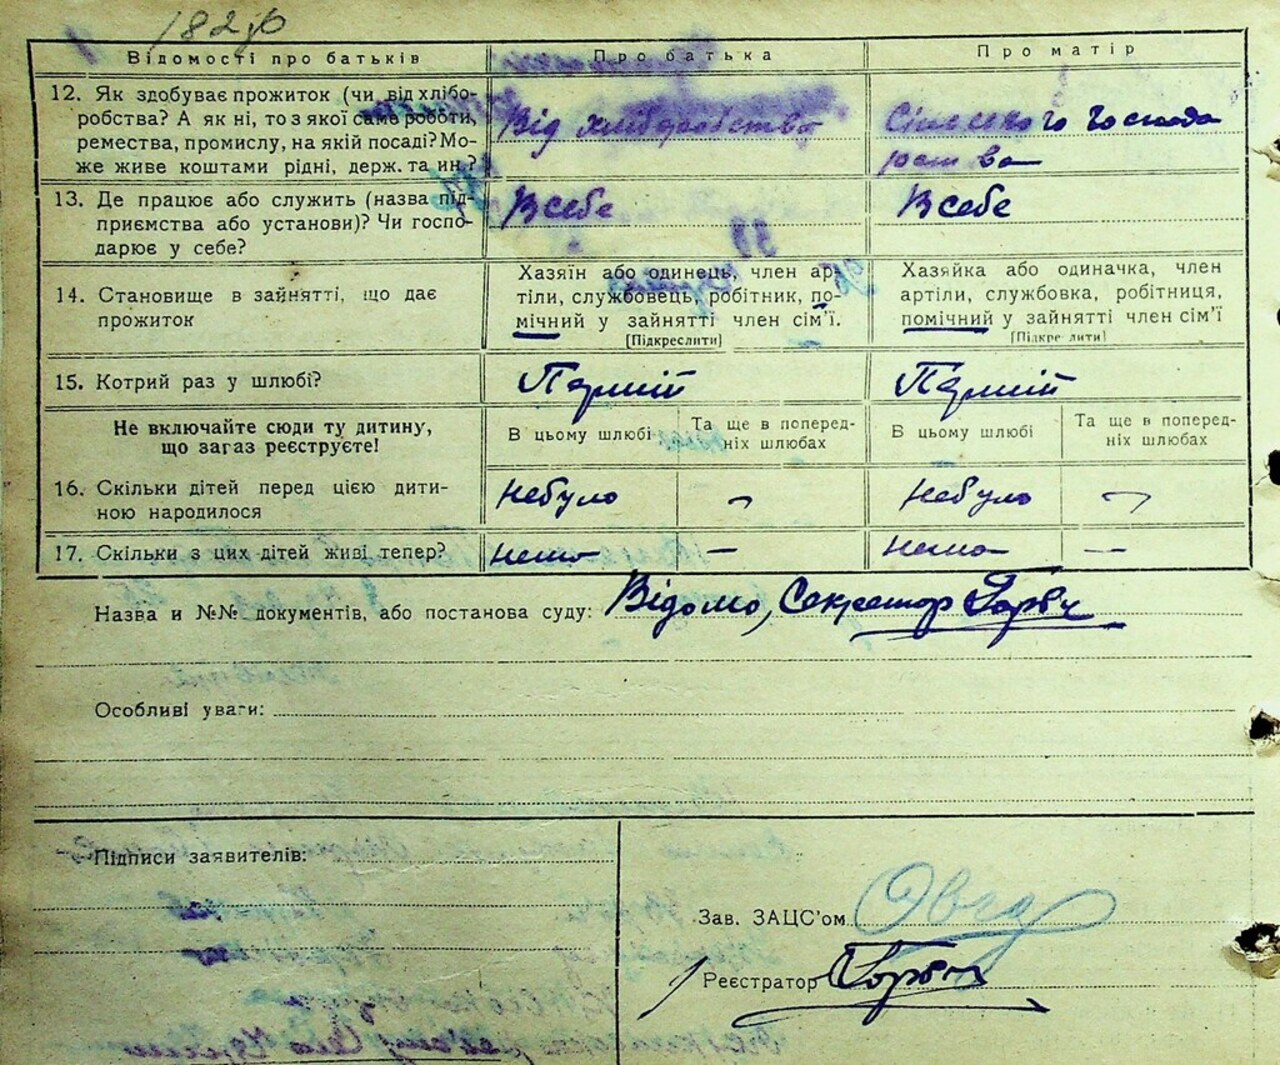 182 зв
Відомості про батьків
Про батька
Про матір
12. Як здобуває прожиток (чи від хлібо-
робства? А як ні, то з якої саме роботи,
ремества, промислу, на якій посаді? Мо-
же живе коштами рідні, держ. та ин.?
Від хліборобства
Сільського господа
рства
13. Де працює або служить (назва під-
приємства або установи)? Чи госпо-
дарює у себе?
В себе
В себе
14. Становище в зайнятті, що дає
прожиток
Хазяїн або одинець, член ар-
тіли, службовець, робітник, по-
мічний у зайнятті член сім'ї.
[Підкреслити]
Хазяйка або одиначка, член
артіли, службовка, робітниця,
помічний у зайнятті член сім'ї
[Підкреслити]
15. Котрий раз у шлюбі?
Перший
Перший
Не включайте сюди ту дитину,
що загаз реєструєте!
В цьому шлюбі
Та ще в поперед-
ніх шлюбах
В цьому шлюбі
Та ще в поперед-
ніх шлюбах
16. Скільки дітей перед цією дити-
ною народилося
небуло
-
небуло
-
17. Скільки з цих дітей живі тепер?
нема
—
нема
—
Назва и №№ документів, або постанова суду: Відомо, Секретар
Особливі уваги:
Підписи заявителів:
Зав. ЗАЦС'ом
Реєстратор